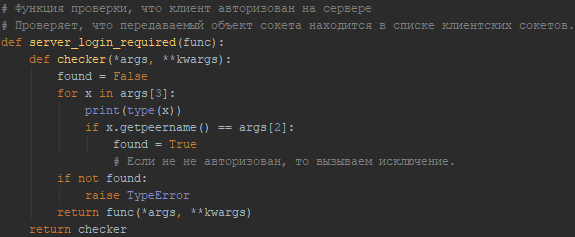 # Функция проверки, что клиент авторизован на сервере
# Проверяет, что передаваемый объект сокета находится в списке клиентских сокетов.
def server_login_required(func):
    def checker(*args, **kwargs):
        found = False
        for x in args[3]:
            print(type(x))
            if x.getpeername() == args[2]:
                found = True
                # Если не не авторизован, то вызываем исключение.
        if not found:
            raise TypeError
        return func(*args, **kwargs)
    return checker